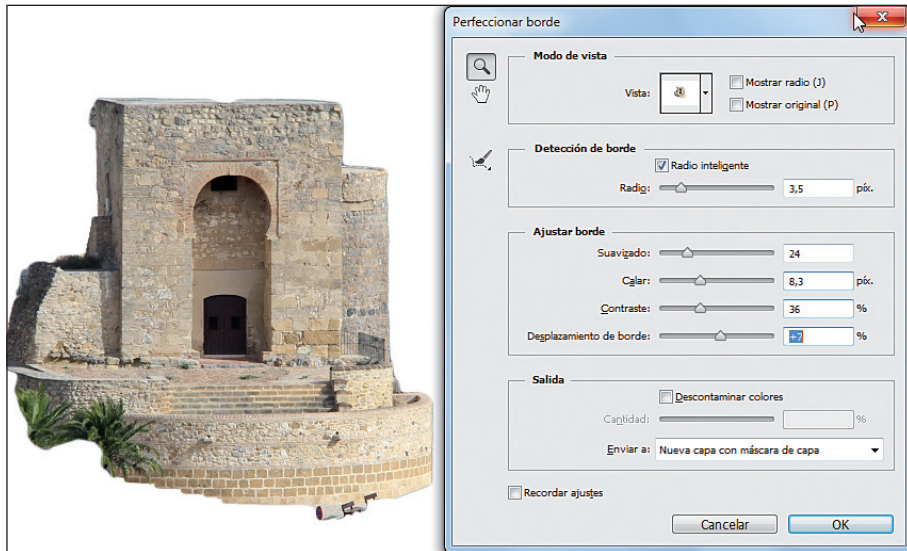 Perfeccionar borde
Modo de vista
Vista:
Mostrar radio (J)
Mostrar original (P)
Detección de borde
Radio inteligente
Radio: 3,5 píx.
Ajustar borde
Suavizado: 24
Calar: 8,3 píx.
Contraste: 36 %
Desplazamiento de borde: +7 %
Salida
Descontaminar colores
Cantidad: %
Enviar a: Nueva capa con máscara de capa
Recordar ajustes
Cancelar OK